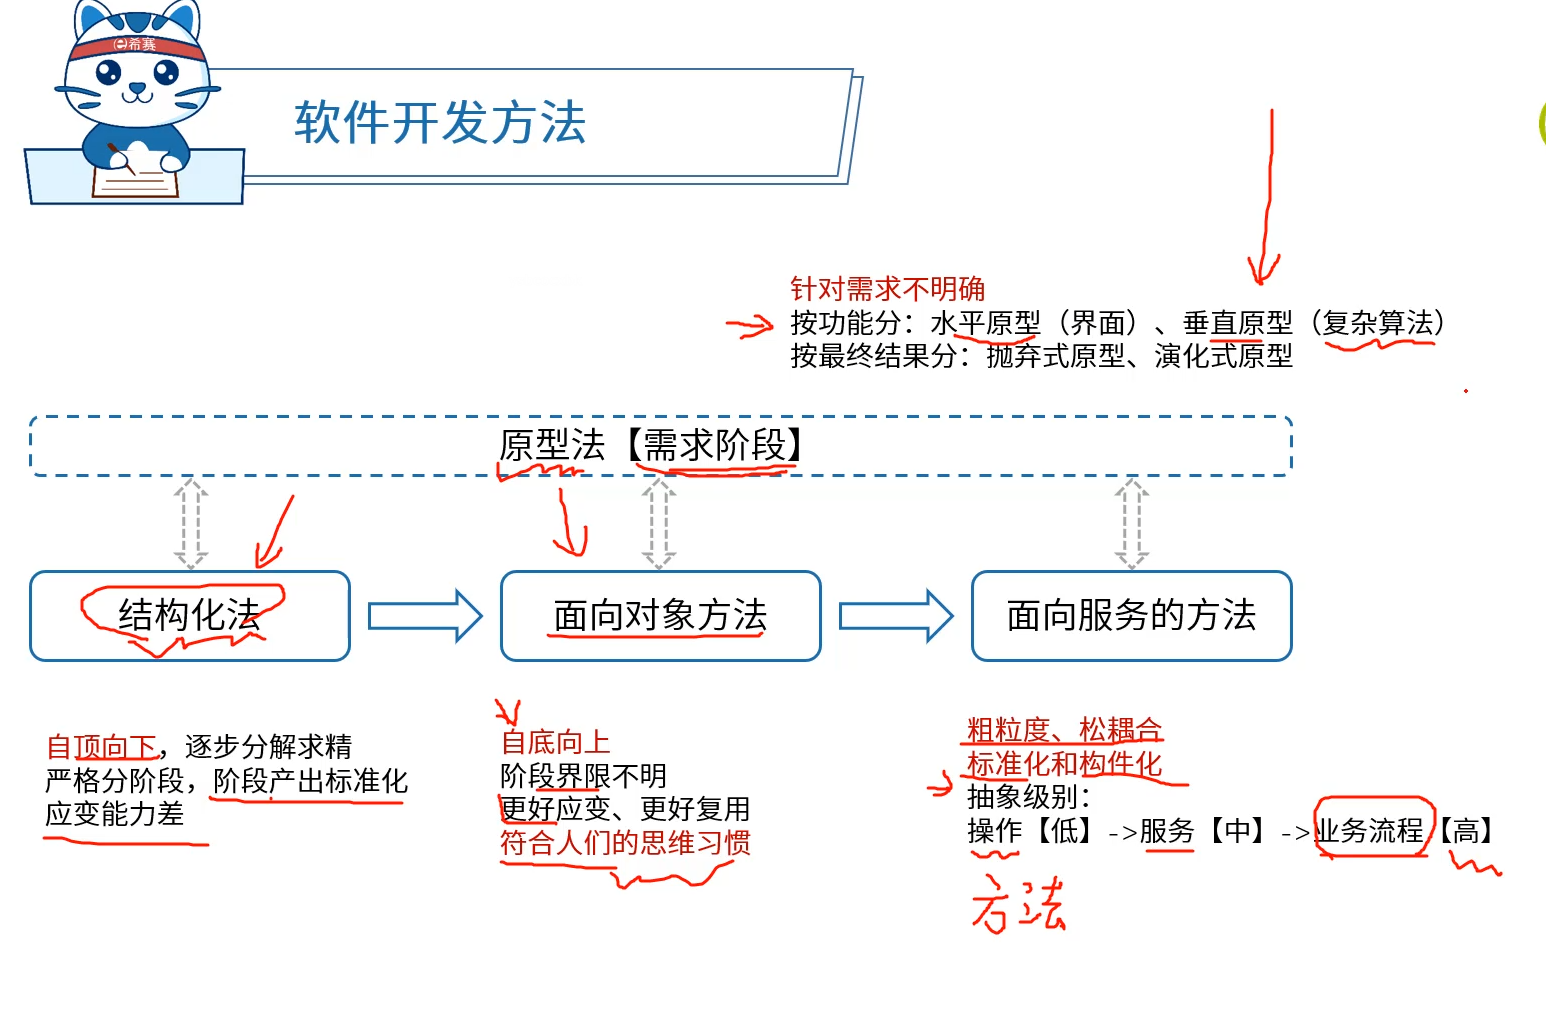 e希赛
软件开发方法
针对需求不明确
按功能分：水平原型（界面）、垂直原型（复杂算法）
按最终结果分：抛弃式原型、演化式原型
原型法【需求阶段】
结构化法
面向对象方法
面向服务的方法
自顶向下，逐步分解求精
严格分阶段，阶段产出标准化
应变能力差
自底向上
阶段界限不明
更好应变、更好复用
符合人们的思维习惯
粗粒度、松耦合
标准化和构件化
抽象级别：
操作【低】->服务【中】->业务流程【高】
方法